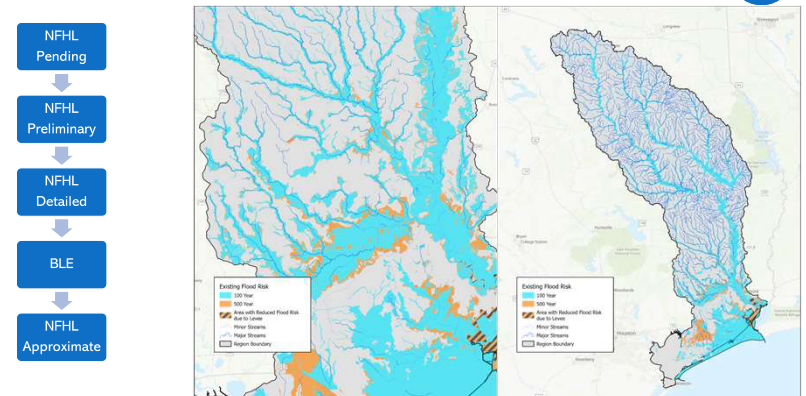 NFHL
Pending
NFHL
Preliminary
NFHL
Detailed
BLE
NFHL
Approximate
Existing Flood Risk
100 Year
500 Year
Area with Reduced Flood Risk
due to Levee
Minor Streams
Major Streams
Region Boundary
Existing Flood Risk
100 Year
500 Year
Area with Reduced Flood Risk
due to Levee
Minor Streams
Major Streams
Region Boundary
Shreveport
Houston